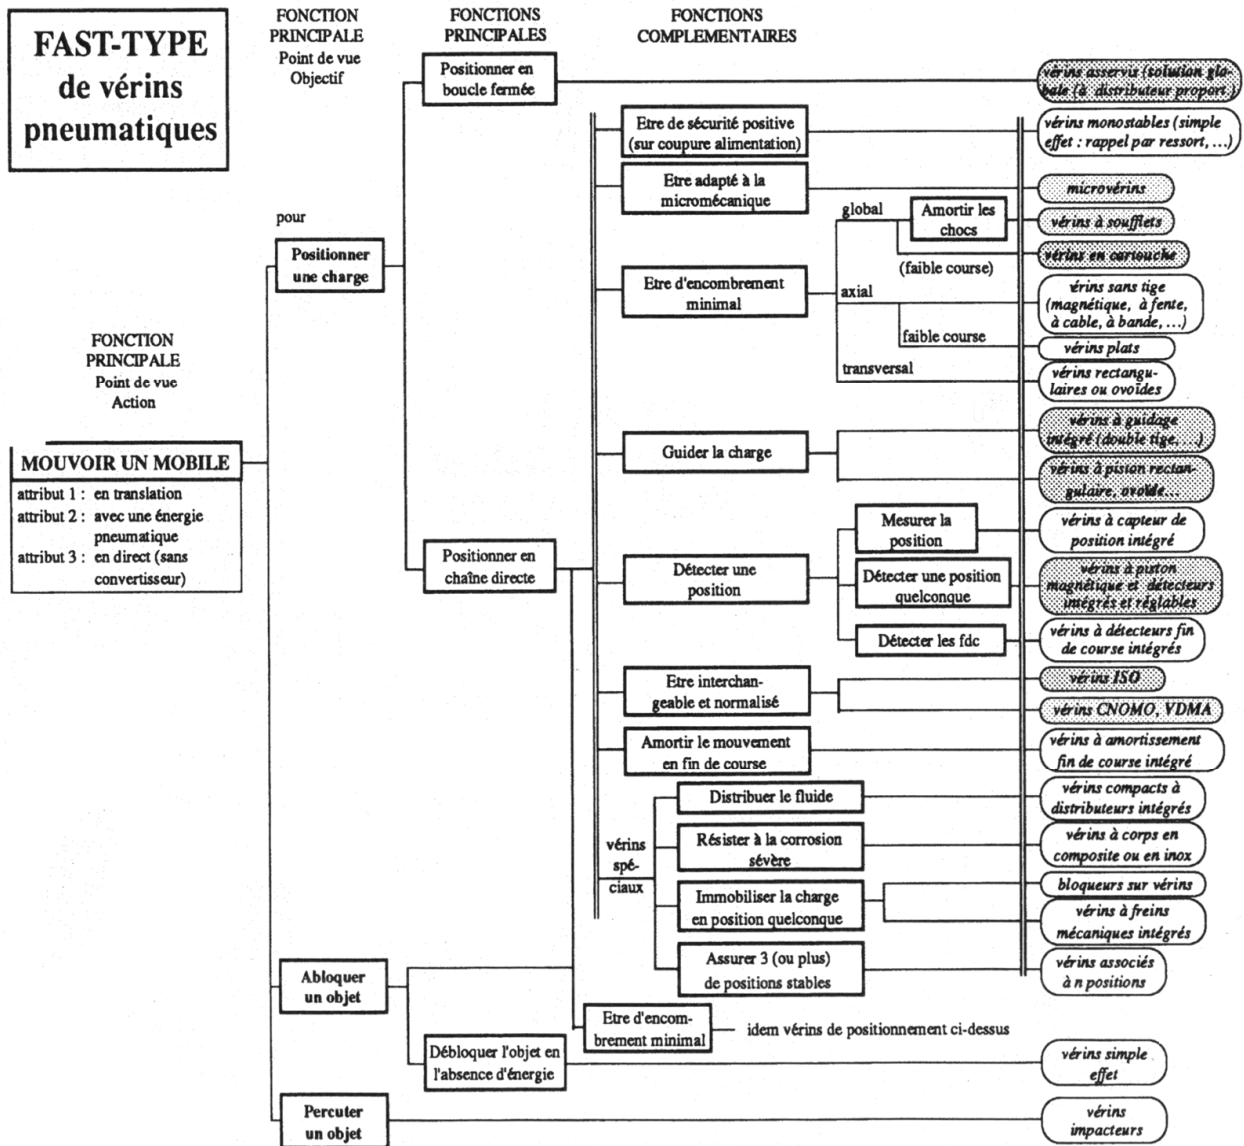 FAST-TYPE
de vérins
pneumatiques
FONCTION
PRINCIPALE
Point de vue
Objectif
FONCTIONS
PRINCIPALES
FONCTIONS
COMPLEMENTAIRES
Positionner en
boucle fermée
vérins asservis (solution glo-
bale (à distributeur proport.)
Etre de sécurité positive
(sur coupure alimentation)
vérins monostables (simple
effet : rappel par ressort, ...)
Etre adapté à la
micromécanique
microvérins
pour
Positionner
une charge
global
Amortir les
chocs
vérins à soufflets
(faible course)
vérins en cartouche
Etre d'encombrement
minimal
axial
vérins sans tige
(magnétique, à fente,
à cable, à bande, ...)
faible course
vérins plats
transversal
vérins rectangu-
laires ou ovoïdes
FONCTION
PRINCIPALE
Point de vue
Action
MOUVOIR UN MOBILE
attribut 1 : en translation
attribut 2 : avec une énergie
pneumatique
attribut 3 : en direct (sans
convertisseur)
Guider la charge
vérins à guidage
intégré (double tige, ...)
vérins à piston rectan-
gulaire, ovoïde...
Positionner en
chaîne directe
Détecter une
position
Mesurer la
position
vérins à capteur de
position intégré
Détecter une position
quelconque
vérins à piston
magnétique et détecteurs
intégrés et réglables
Détecter les fdc
vérins à détecteurs fin
de course intégrés
Etre interchan-
geable et normalisé
vérins ISO
vérins CNOMO, VDMA
Amortir le mouvement
en fin de course
vérins à amortissement
fin de course intégré
vérins
spé-
ciaux
Distribuer le fluide
vérins compacts à
distributeurs intégrés
Résister à la corrosion
sévère
vérins à corps en
composite ou en inox
Immobiliser la charge
en position quelconque
bloqueurs sur vérins
vérins à freins
mécaniques intégrés
Assurer 3 (ou plus)
de positions stables
vérins associés
à n positions
Abloquer
un objet
Etre d'encom-
brement minimal
idem vérins de positionnement ci-dessus
Débloquer l'objet en
l'absence d'énergie
vérins simple
effet
Percuter
un objet
vérins
impacteurs